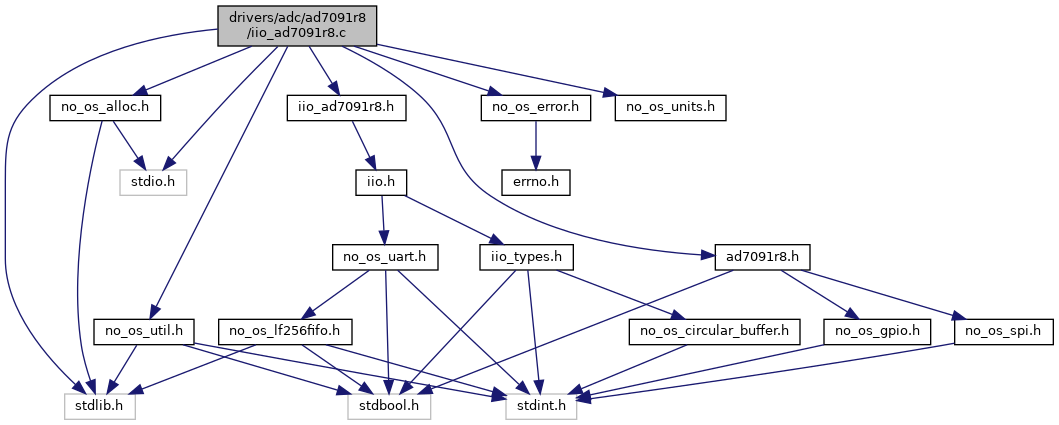 drivers/adc/ad7091r8
/iio_ad7091r8.c
no_os_alloc.h
iio_ad7091r8.h
no_os_error.h
no_os_units.h
stdio.h
iio.h
errno.h
no_os_uart.h
iio_types.h
ad7091r8.h
no_os_util.h
no_os_lf256fifo.h
no_os_circular_buffer.h
no_os_gpio.h
no_os_spi.h
stdlib.h
stdbool.h
stdint.h